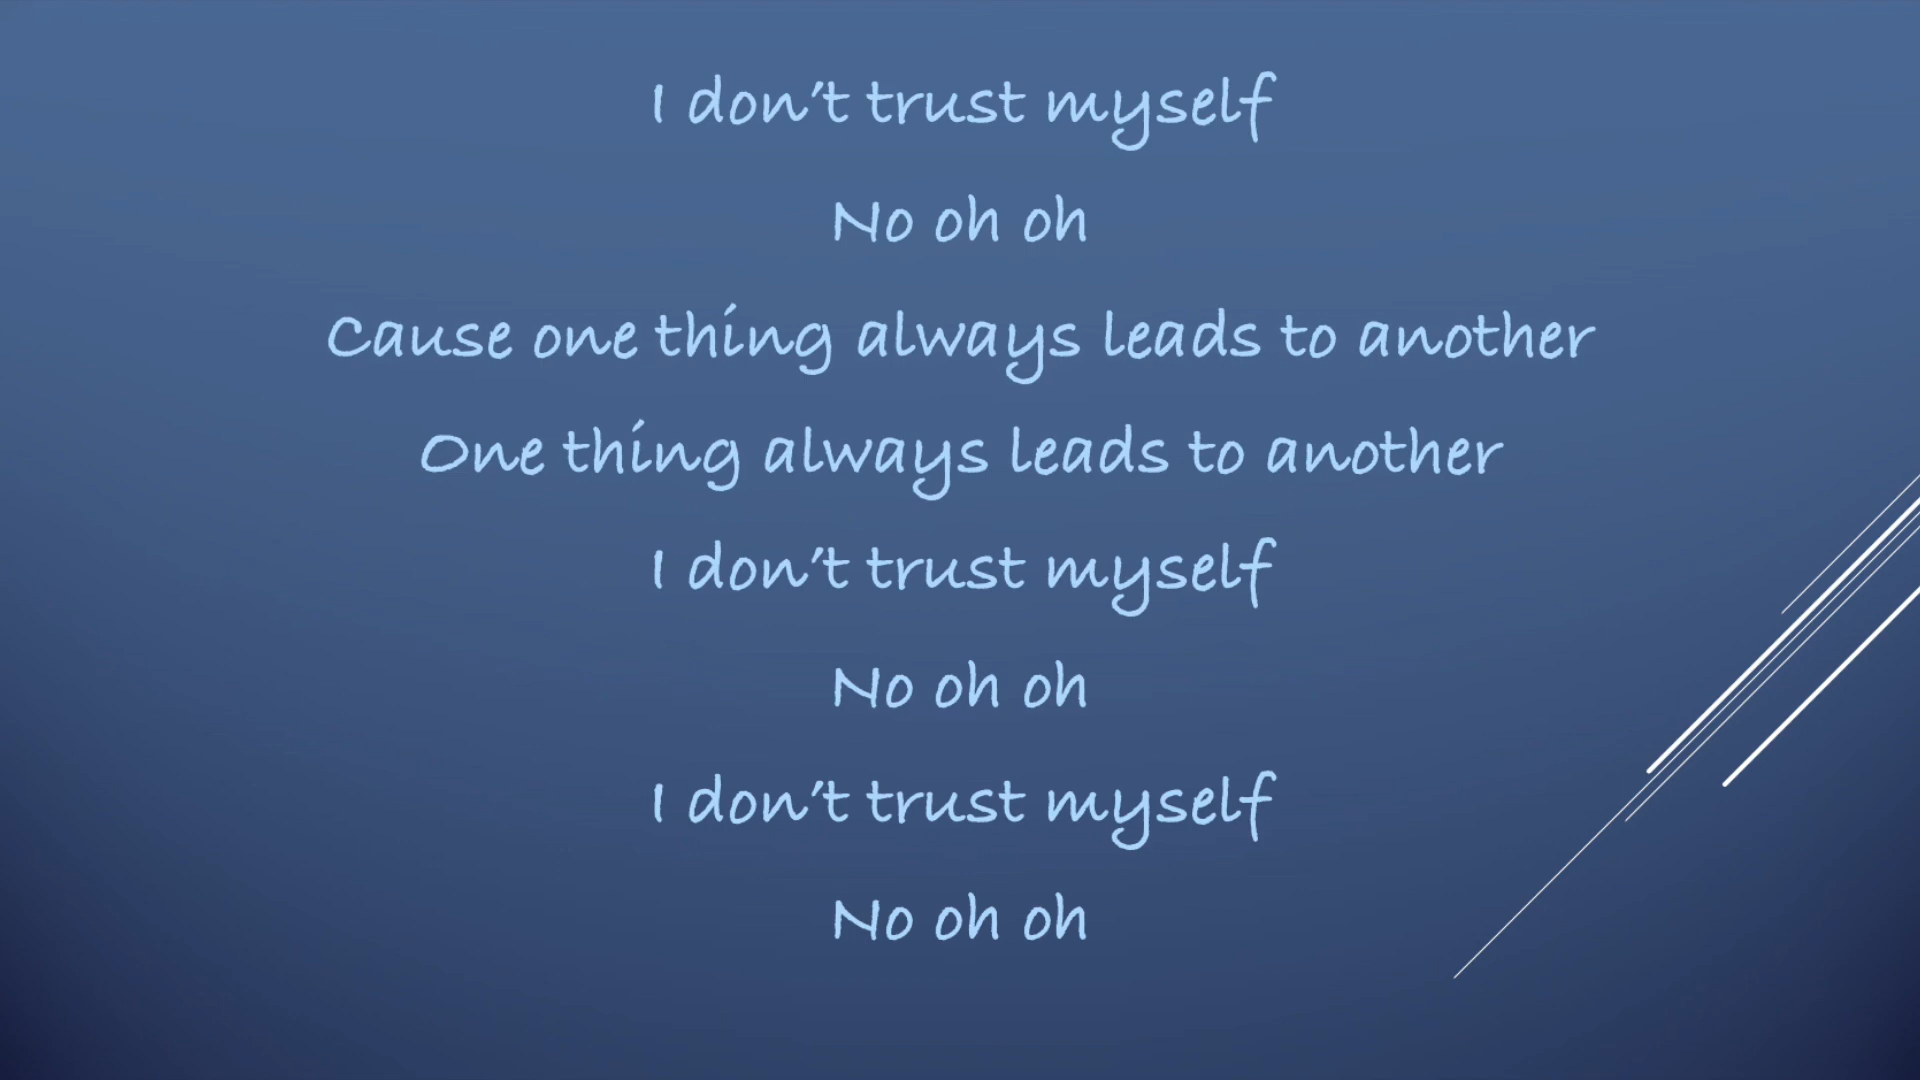 I don't trust myself
No oh oh
Cause one thing always leads to another
One thing always leads to another
I don't trust myself
No oh oh
I don't trust myself
No oh oh